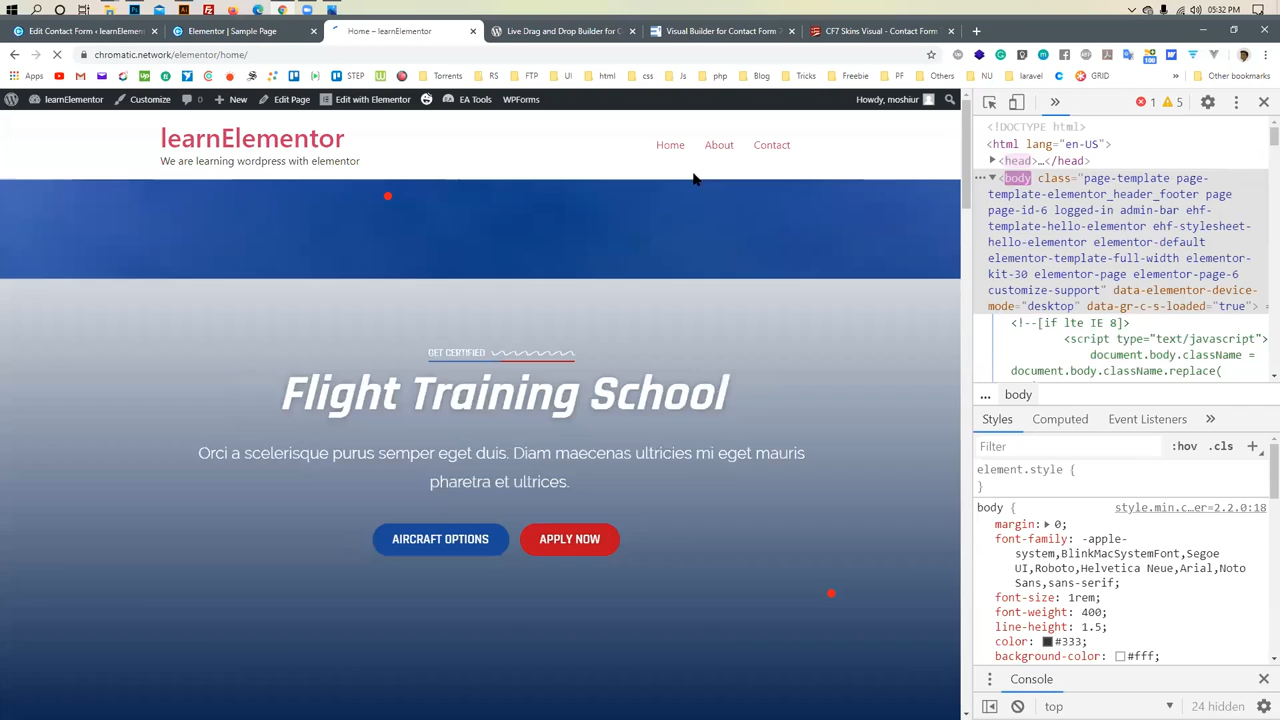 05:32 PM
Edit Contact Form ‹ learnElemen
Elementor | Sample Page
Home – learnElementor
Live Drag and Drop Builder for C
Visual Builder for Contact Form 7
CF7 Skins Visual - Contact Form
chromatic.network/elementor/home/
100
Apps
STEP
Torrents
RS
FTP
UI
html
css
Js
php
Blog
Tricks
Freebie
PF
Others
NU
laravel
GRID
»
Other bookmarks
learnElementor
Customize
0
New
Edit Page
Edit with Elementor
EA Tools
WPForms
Howdy, moshiur
learnElementor
We are learning wordpress with elementor
Home
About
Contact
GET CERTIFIED
Flight Training School
Orci a scelerisque purus semper eget duis. Diam maecenas ultricies mi eget mauris
pharetra et ultrices.
AIRCRAFT OPTIONS
APPLY NOW
» 1 5
<!DOCTYPE html>
<html lang="en-US">
<head>…</head>
<body class="page-template page-
template-elementor_header_footer page
page-id-6 logged-in admin-bar ehf-
template-hello-elementor ehf-stylesheet-
hello-elementor elementor-default
elementor-template-full-width elementor-
kit-30 elementor-page elementor-page-6
customize-support" data-elementor-device-
mode="desktop" data-gr-c-s-loaded="true"> =
<!--[if lte IE 8]>
<script type="text/javascript">
document.body.className =
document.body.className.replace(
... body
Styles
Computed
Event Listeners
»
Filter
:hov
.cls
+
element.style {
}
body {
style.min.c…er=2.2.0:18
margin: 0;
font-family: -apple-
system,BlinkMacSystemFont,Segoe
UI,Roboto,Helvetica Neue,Arial,Noto
Sans,sans-serif;
font-size: 1rem;
font-weight: 400;
line-height: 1.5;
color: #333;
background-color: #fff;
Console
top
24 hidden